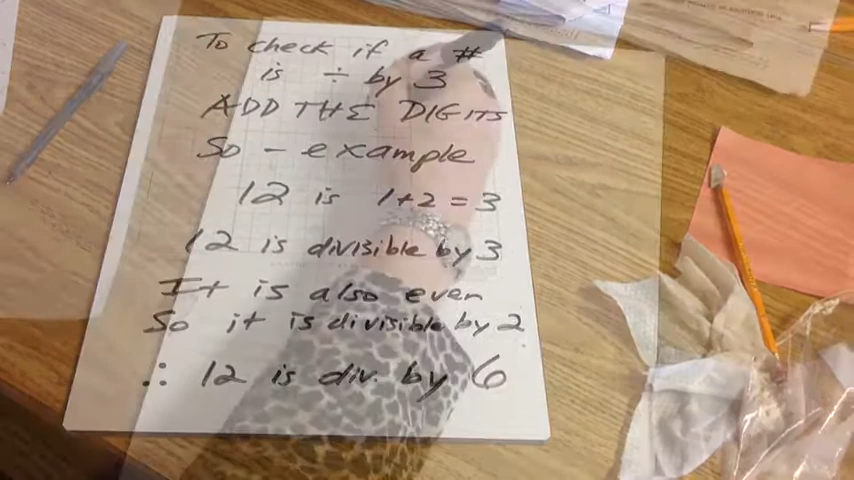 To check if a #
is ÷ by 3
ADD THE DIGITS
So - example
12 is 1+2=3
12 is divisible by 3
It is also even
So it is divisible by 2
∴ 12 is div. by 6